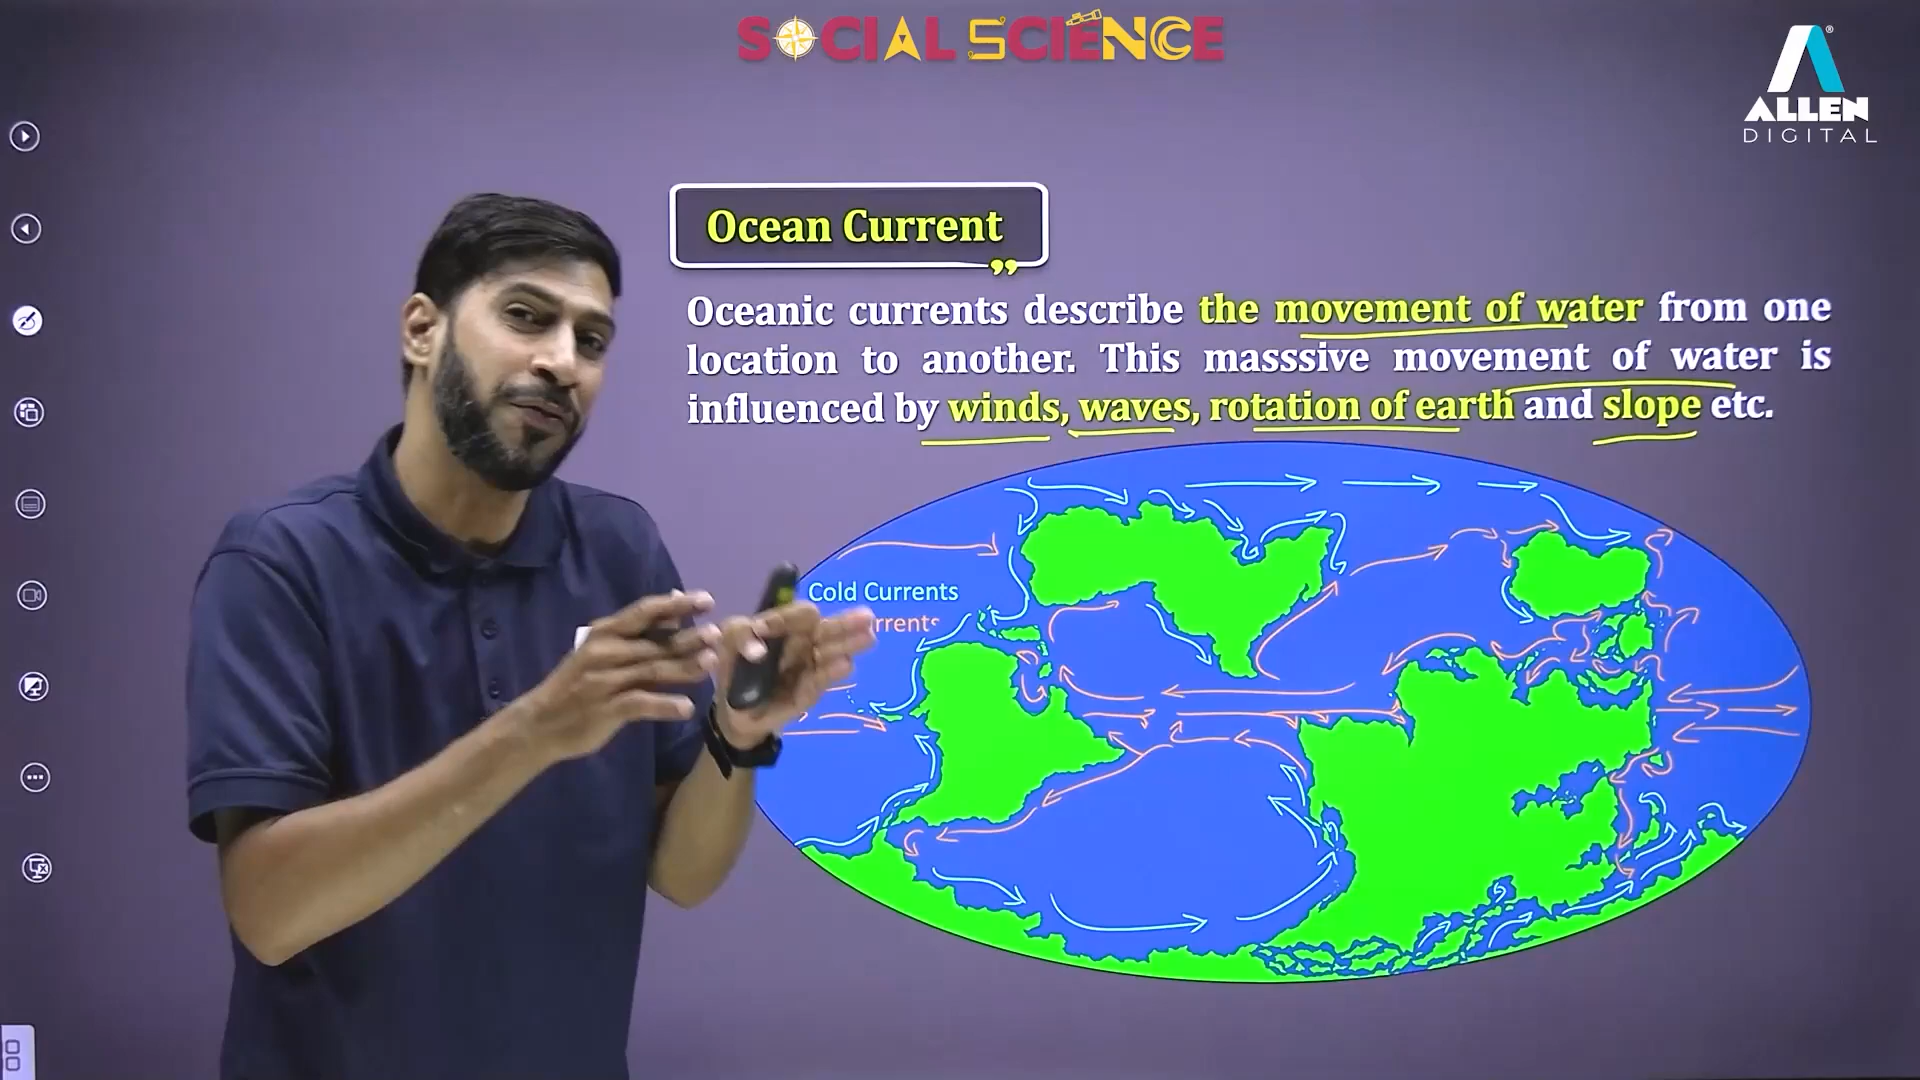 SOCIAL SCIENCE
ALLEN
DIGITAL
Ocean Current
”
Oceanic currents describe the movement of water from one
location to another. This masssive movement of water is
influenced by winds, waves, rotation of earth and slope etc.
Cold Currents